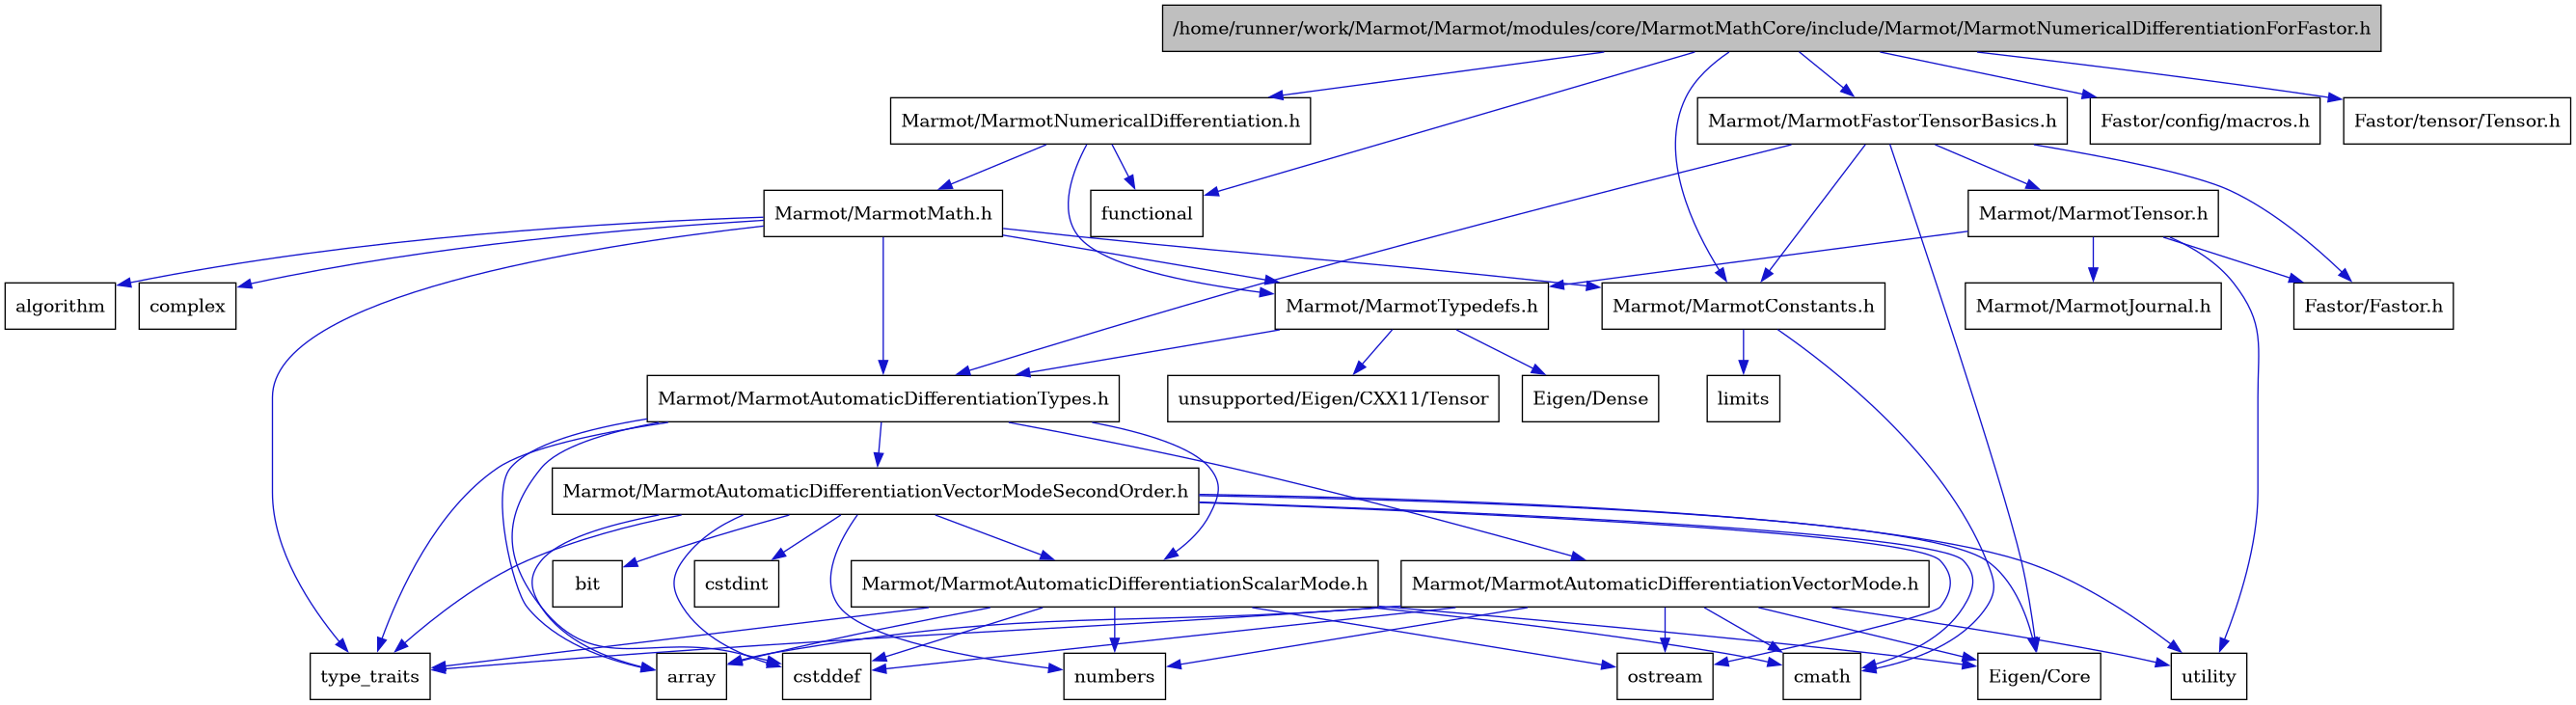 /home/runner/work/Marmot/Marmot/modules/core/MarmotMathCore/include/Marmot/MarmotNumericalDifferentiationForFastor.h
Marmot/MarmotNumericalDifferentiation.h
Marmot/MarmotFastorTensorBasics.h
Fastor/config/macros.h
Fastor/tensor/Tensor.h
Marmot/MarmotMath.h
functional
Marmot/MarmotTensor.h
algorithm
complex
Marmot/MarmotTypedefs.h
Marmot/MarmotConstants.h
Marmot/MarmotJournal.h
Fastor/Fastor.h
Marmot/MarmotAutomaticDifferentiationTypes.h
unsupported/Eigen/CXX11/Tensor
Eigen/Dense
limits
Marmot/MarmotAutomaticDifferentiationVectorModeSecondOrder.h
bit
cstdint
Marmot/MarmotAutomaticDifferentiationScalarMode.h
Marmot/MarmotAutomaticDifferentiationVectorMode.h
type_traits
array
cstddef
numbers
ostream
cmath
Eigen/Core
utility